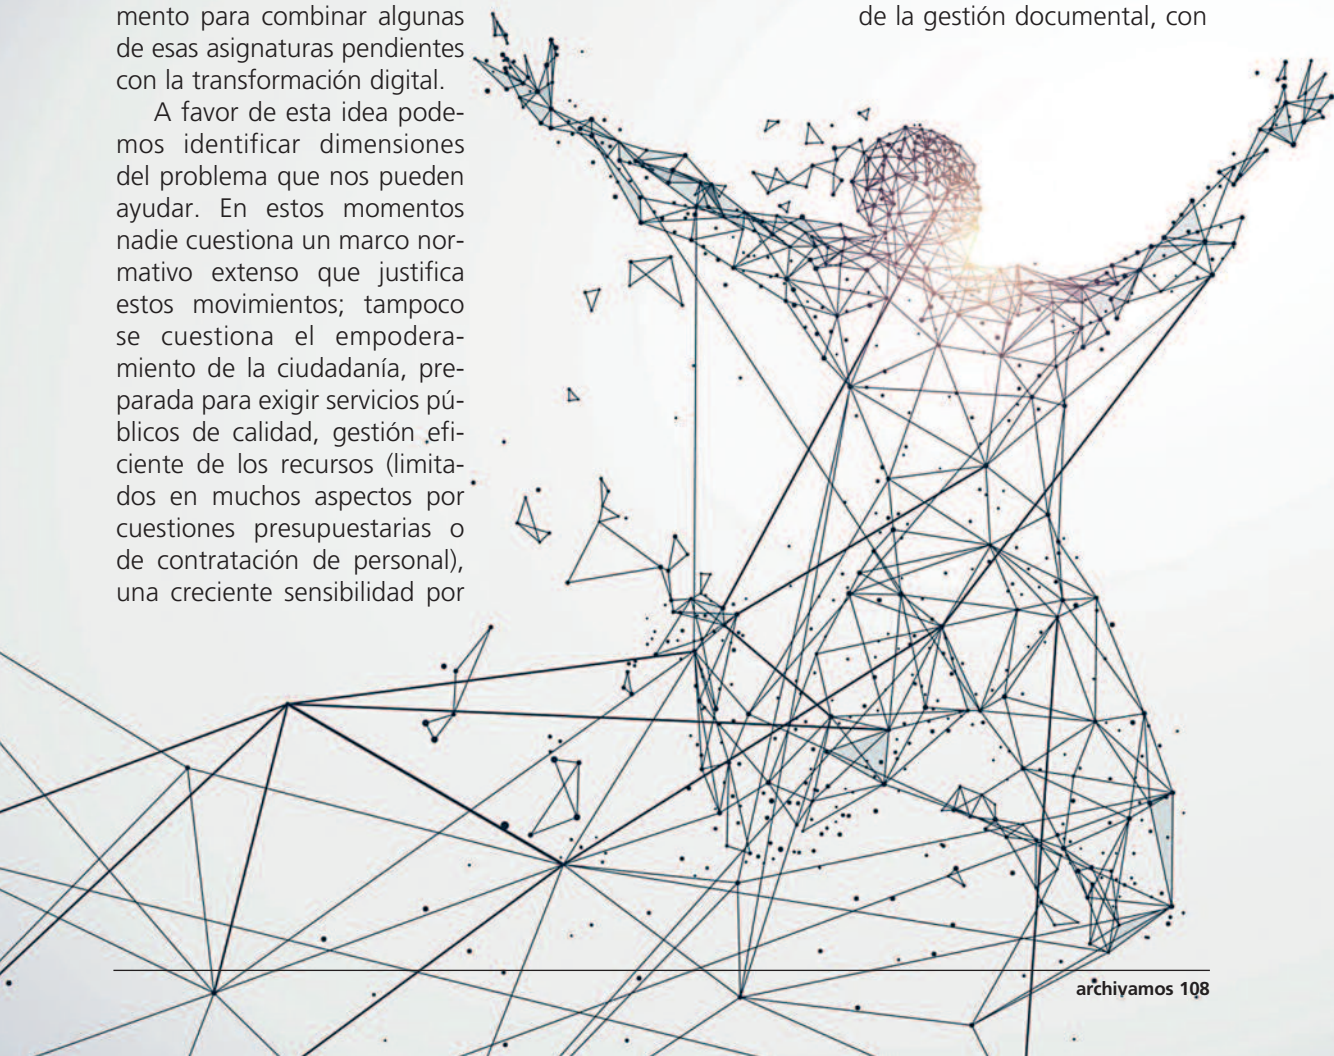 mento para combinar algunas
de esas asignaturas pendientes
con la transformación digital.
A favor de esta idea pode-
mos identificar dimensiones
del problema que nos pueden
ayudar. En estos momentos
nadie cuestiona un marco nor-
mativo extenso que justifica
estos movimientos; tampoco
se cuestiona el empodera-
miento de la ciudadanía, pre-
parada para exigir servicios pú-
blicos de calidad, gestión efi-
ciente de los recursos (limita-
dos en muchos aspectos por
cuestiones presupuestarias o
de contratación de personal),
una creciente sensibilidad por
de la gestión documental, con
archivamos 108